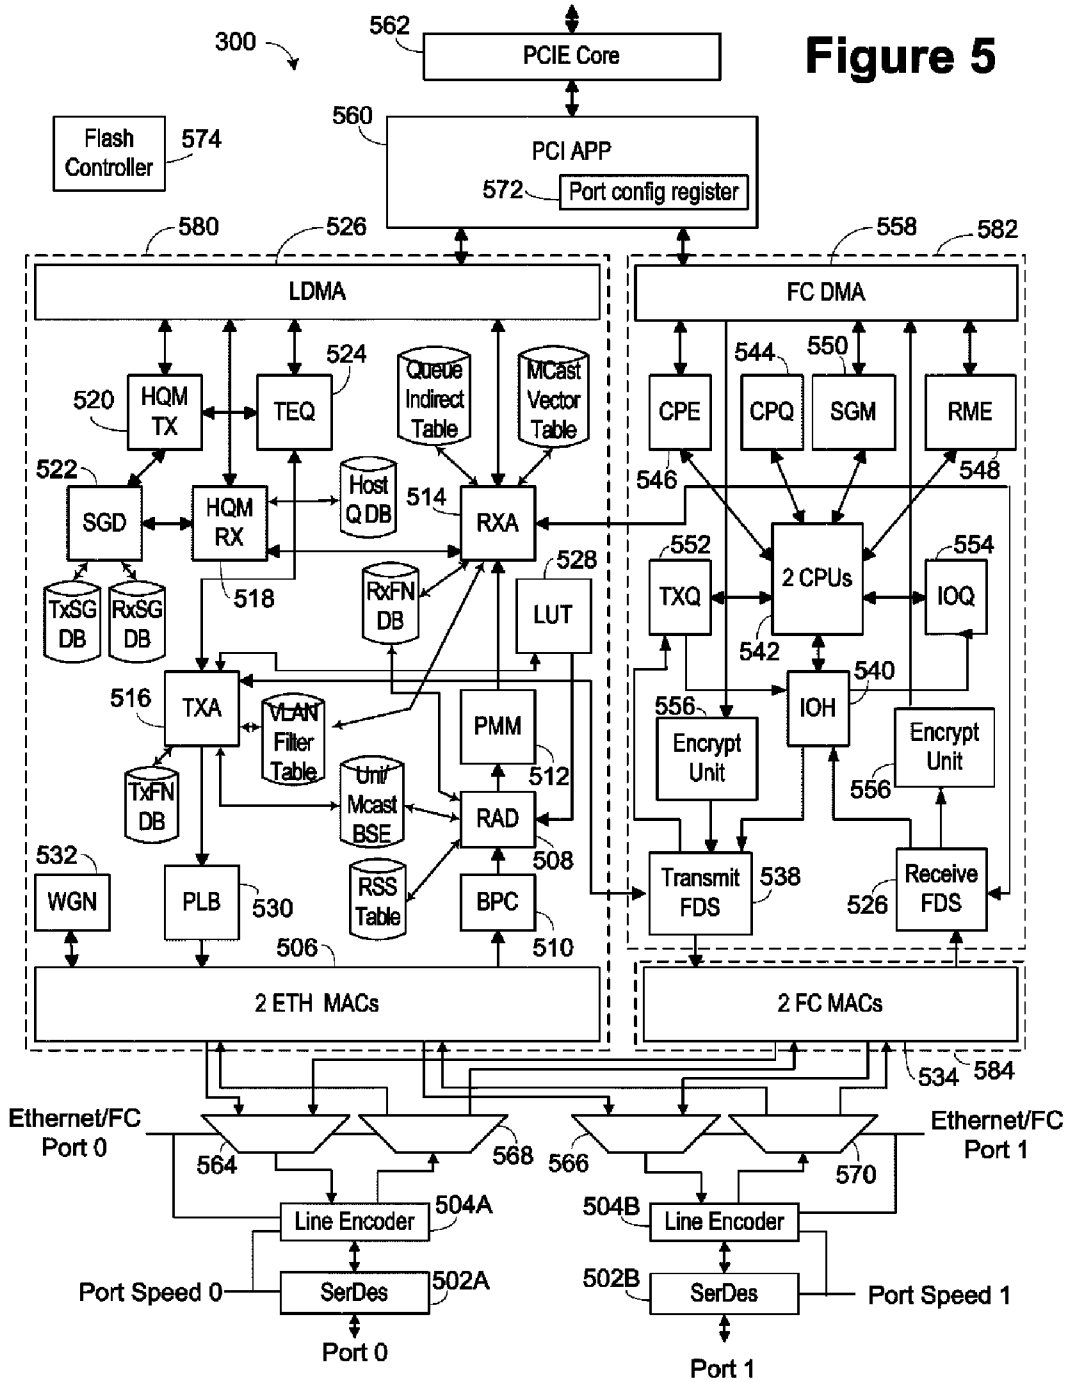 Figure 5
300
562
PCIE Core
560
PCI APP
572
Port config register
Flash
Controller
574
580
526
558
582
LDMA
FC DMA
520
HQM
TX
524
TEQ
Queue
Indirect
Table
MCast
Vector
Table
544
550
CPE
CPQ
SGM
RME
546
548
522
SGD
HQM
RX
518
Host
Q DB
514
RXA
TxSG
DB
RxSG
DB
RxFN
DB
528
LUT
552
TXQ
2 CPUs
542
554
IOQ
516
TXA
VLAN
Filter
Table
PMM
512
556
Encrypt
Unit
540
IOH
Encrypt
Unit
556
TxFN
DB
Uni/
Mcast
BSE
RAD
508
532
WGN
PLB
530
RSS
Table
BPC
510
Transmit
FDS
538
526
Receive
FDS
506
2 ETH MACs
2 FC MACs
534
584
Ethernet/FC
Port 0
564
568
566
570
Ethernet/FC
Port 1
Line Encoder
504A
504B
Line Encoder
Port Speed 0
SerDes
502A
502B
SerDes
Port Speed 1
Port 0
Port 1